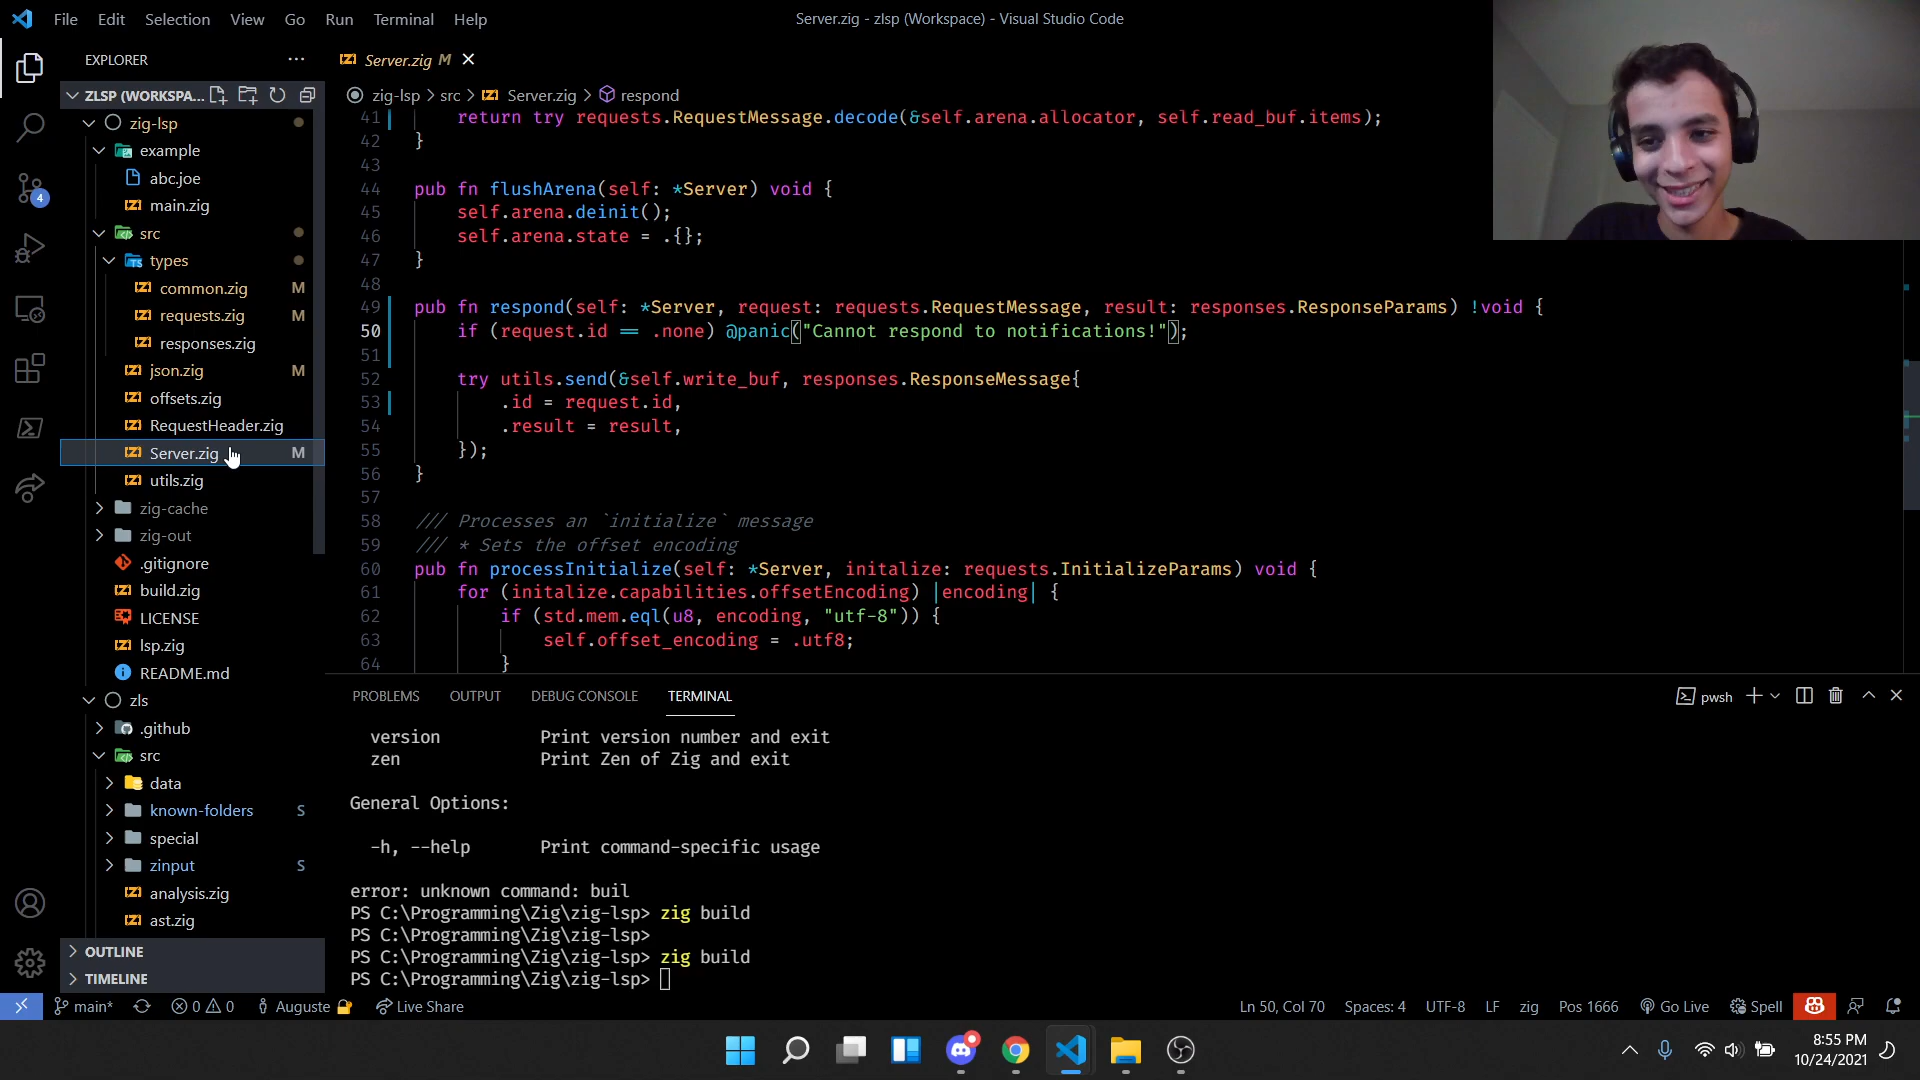 File Edit Selection View Go Run Terminal Help
Server.zig - zlsp (Workspace) - Visual Studio Code
EXPLORER
ZLSP (WORKSPA...
zig-lsp
example
abc.joe
main.zig
src
types
common.zig M
requests.zig M
responses.zig
json.zig M
offsets.zig
RequestHeader.zig
Server.zig M
utils.zig
zig-cache
zig-out
.gitignore
build.zig
LICENSE
lsp.zig
README.md
zls
.github
src
data
known-folders S
special
zinput S
analysis.zig
ast.zig
OUTLINE
TIMELINE
4
Server.zig M
zig-lsp > src > Server.zig > respond
41 return try requests.RequestMessage.decode(&self.arena.allocator, self.read_buf.items);
42 }
43
44 pub fn flushArena(self: *Server) void {
45 self.arena.deinit();
46 self.arena.state = .{};
47 }
48
49 pub fn respond(self: *Server, request: requests.RequestMessage, result: responses.ResponseParams) !void {
50 if (request.id == .none) @panic("Cannot respond to notifications!");
51
52 try utils.send(&self.write_buf, responses.ResponseMessage{
53 .id = request.id,
54 .result = result,
55 });
56 }
57
58 /// Processes an `initialize` message
59 /// * Sets the offset encoding
60 pub fn processInitialize(self: *Server, initalize: requests.InitializeParams) void {
61 for (initalize.capabilities.offsetEncoding) |encoding| {
62 if (std.mem.eql(u8, encoding, "utf-8")) {
63 self.offset_encoding = .utf8;
64 }
PROBLEMS OUTPUT DEBUG CONSOLE TERMINAL
pwsh
version Print version number and exit
zen Print Zen of Zig and exit
General Options:
-h, --help Print command-specific usage
error: unknown command: buil
PS C:\Programming\Zig\zig-lsp> zig build
PS C:\Programming\Zig\zig-lsp>
PS C:\Programming\Zig\zig-lsp> zig build
PS C:\Programming\Zig\zig-lsp>
main* 0 0 Auguste Live Share
Ln 50, Col 70 Spaces: 4 UTF-8 LF zig Pos 1666 Go Live Spell
8:55 PM
10/24/2021